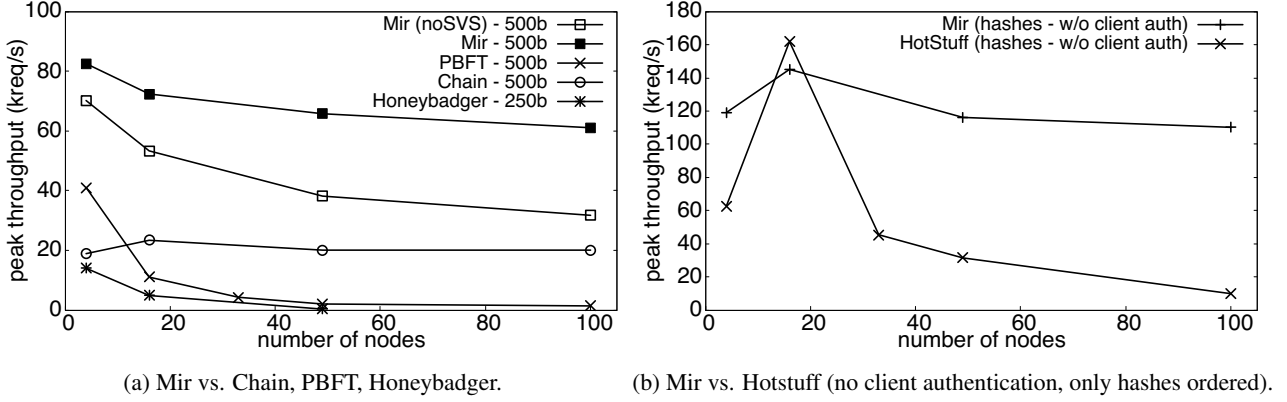 100
80
60
40
20
0
peak throughput (kreq/s)
Mir (noSVS) - 500b
Mir - 500b
PBFT - 500b
Chain - 500b
Honeybadger - 250b
0 20 40 60 80 100
number of nodes
(a) Mir vs. Chain, PBFT, Honeybadger.
180
160
140
120
100
80
60
40
20
0
peak throughput (kreq/s)
Mir (hashes - w/o client auth)
HotStuff (hashes - w/o client auth)
0 20 40 60 80 100
number of nodes
(b) Mir vs. Hotstuff (no client authentication, only hashes ordered).